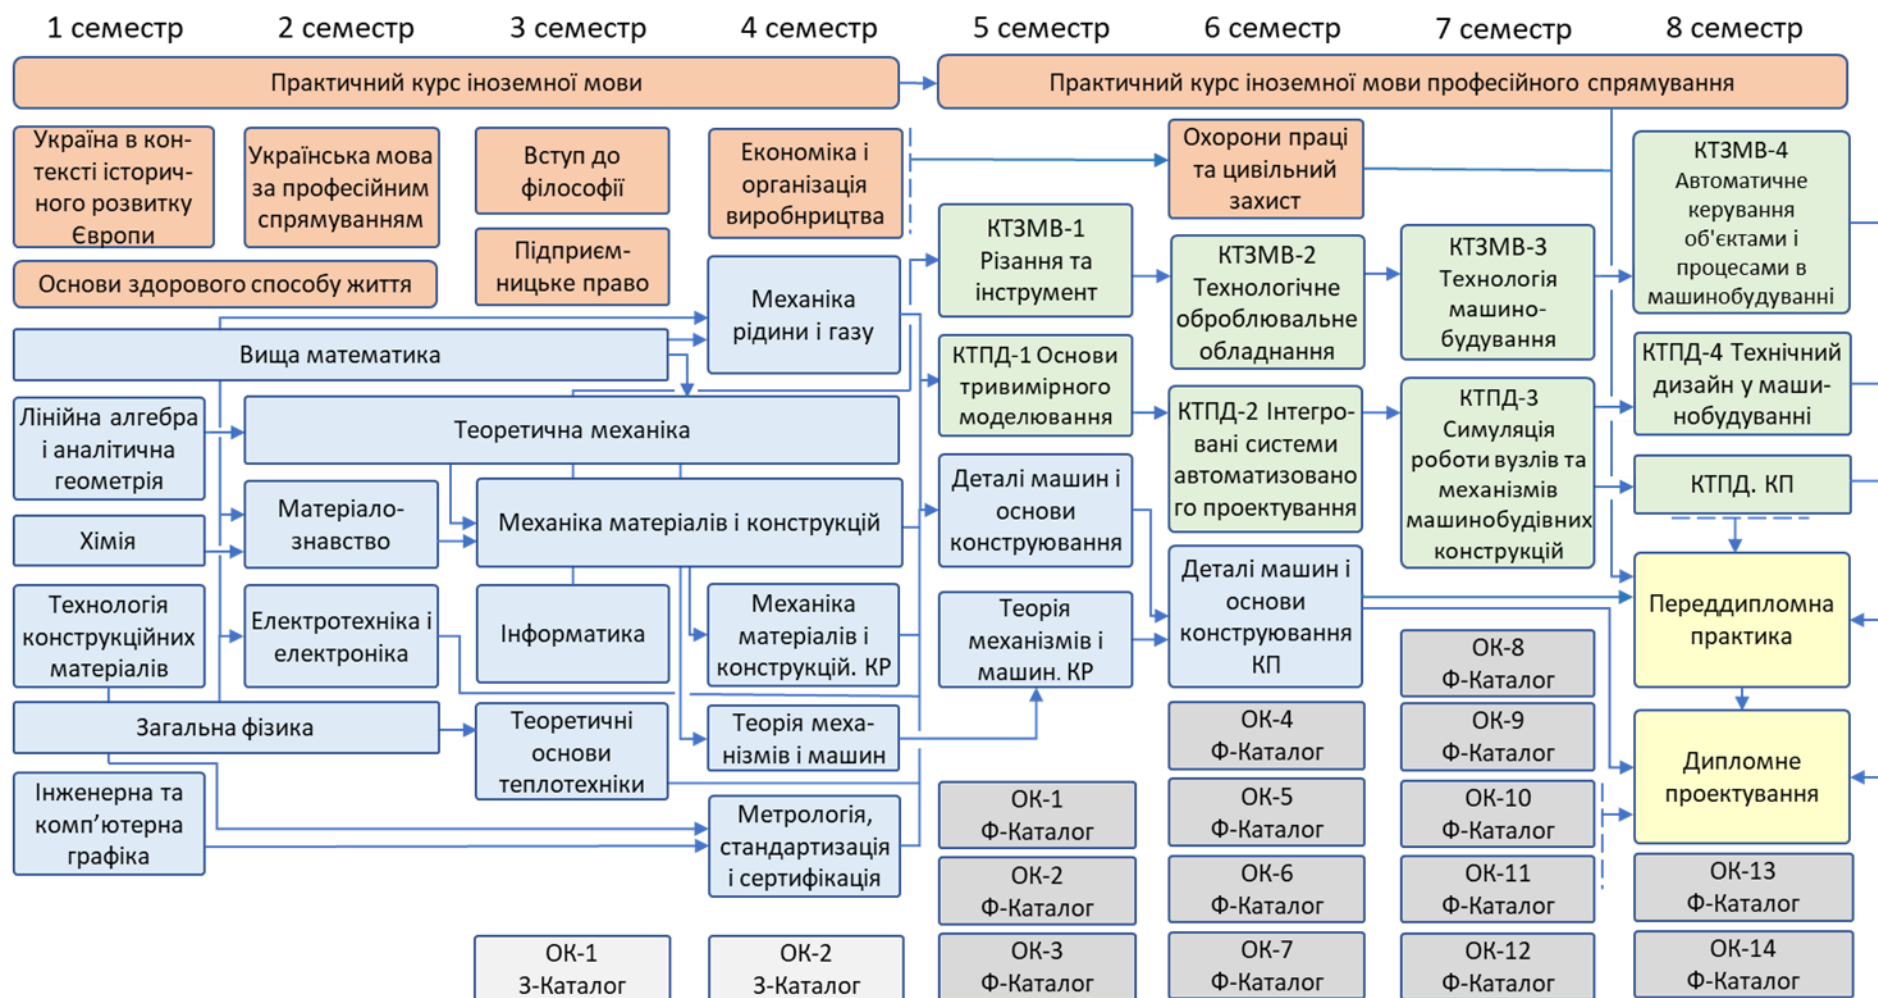 1 семестр
2 семестр
3 семестр
4 семестр
5 семестр
6 семестр
7 семестр
8 семестр
Практичний курс іноземної мови
Практичний курс іноземної мови професійного спрямування
Україна в кон-
тексті історич-
ного розвитку
Європи
Українська мова
за професійним
спрямуванням
Вступ до
філософії
Економіка і
організація
виробнрицтва
Охорони праці
та цивільний
захист
КТЗМВ-4
Автоматичне
керування
об'єктами і
процесами в
машинобудуванні
Основи здорового способу життя
Підприєм-
ницьке право
Механіка
рідини і газу
КТЗМВ-1
Різання та
інструмент
КТЗМВ-2
Технологічне
оброблювальне
обладнання
КТЗМВ-3
Технологія
машино-
будування
Вища математика
КТПД-1 Основи
тривимірного
моделювання
КТПД-2 Інтегро-
вані системи
автоматизовано
го проектування
КТПД-3
Симуляція
роботи вузлів та
механізмів
машинобудівних
конструкцій
КТПД-4 Технічний
дизайн у маши-
нобудуванні
Лінійна алгебра
і аналітична
геометрія
Теоретична механіка
КТПД. КП
Хімія
Матеріало-
знавство
Механіка матеріалів і конструкцій
Деталі машин і
основи
конструювання
Деталі машин і
основи
конструювання
КП
Переддипломна
практика
Технологія
конструкційних
матеріалів
Електротехніка і
електроніка
Інформатика
Механіка
матеріалів і
конструкцій. КР
Теорія
механізмів і
машин. КР
ОК-8
Ф-Каталог
Загальна фізика
Теоретичні
основи
теплотехніки
Теорія меха-
нізмів і машин
ОК-4
Ф-Каталог
ОК-9
Ф-Каталог
Дипломне
проектування
Інженерна та
комп’ютерна
графіка
Метрологія,
стандартизація
і сертифікація
ОК-1
Ф-Каталог
ОК-5
Ф-Каталог
ОК-10
Ф-Каталог
ОК-2
Ф-Каталог
ОК-6
Ф-Каталог
ОК-11
Ф-Каталог
ОК-13
Ф-Каталог
ОК-1
З-Каталог
ОК-2
З-Каталог
ОК-3
Ф-Каталог
ОК-7
Ф-Каталог
ОК-12
Ф-Каталог
ОК-14
Ф-Каталог